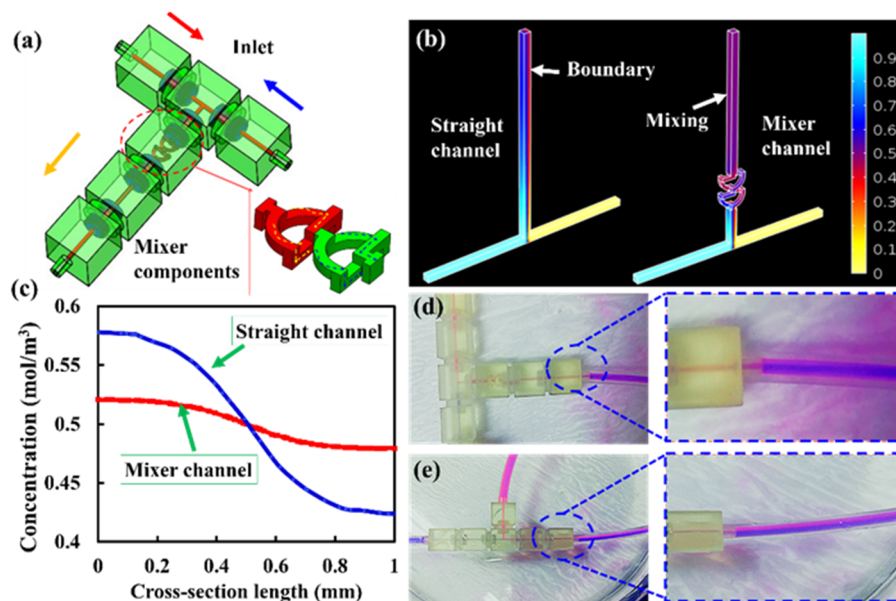 (a)
Inlet
Mixer
components
(b)
Boundary
Straight
channel
Mixing
Mixer
channel
0.9
0.8
0.7
0.6
0.5
0.4
0.3
0.2
0.1
0
(c)
Concentration (mol/m³)
0.6
0.55
0.5
0.45
0.4
Straight channel
Mixer channel
0 0.2 0.4 0.6 0.8 1
Cross-section length (mm)
(d)
(e)